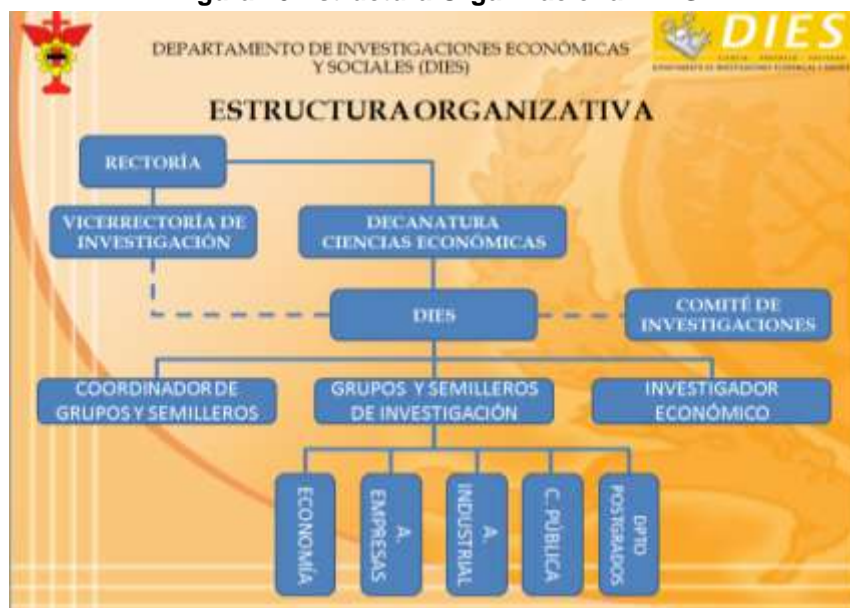 DEPARTAMENTO DE INVESTIGACIONES ECONÓMICAS
Y SOCIALES (DIES)
DIES
ESTRUCTURA ORGANIZATIVA
RECTORÍA
VICERRECTORÍA DE
INVESTIGACIÓN
DECANATURA
CIENCIAS ECONÓMICAS
DIES
COMITÉ DE
INVESTIGACIONES
COORDINADOR DE
GRUPOS Y SEMILLEROS
GRUPOS Y SEMILLEROS
DE INVESTIGACIÓN
INVESTIGADOR
ECONÓMICO
ECONOMÍA
A.
EMPRESAS
A.
INDUSTRIAL
C. PÚBLICA
DPTO
POSTGRADOS